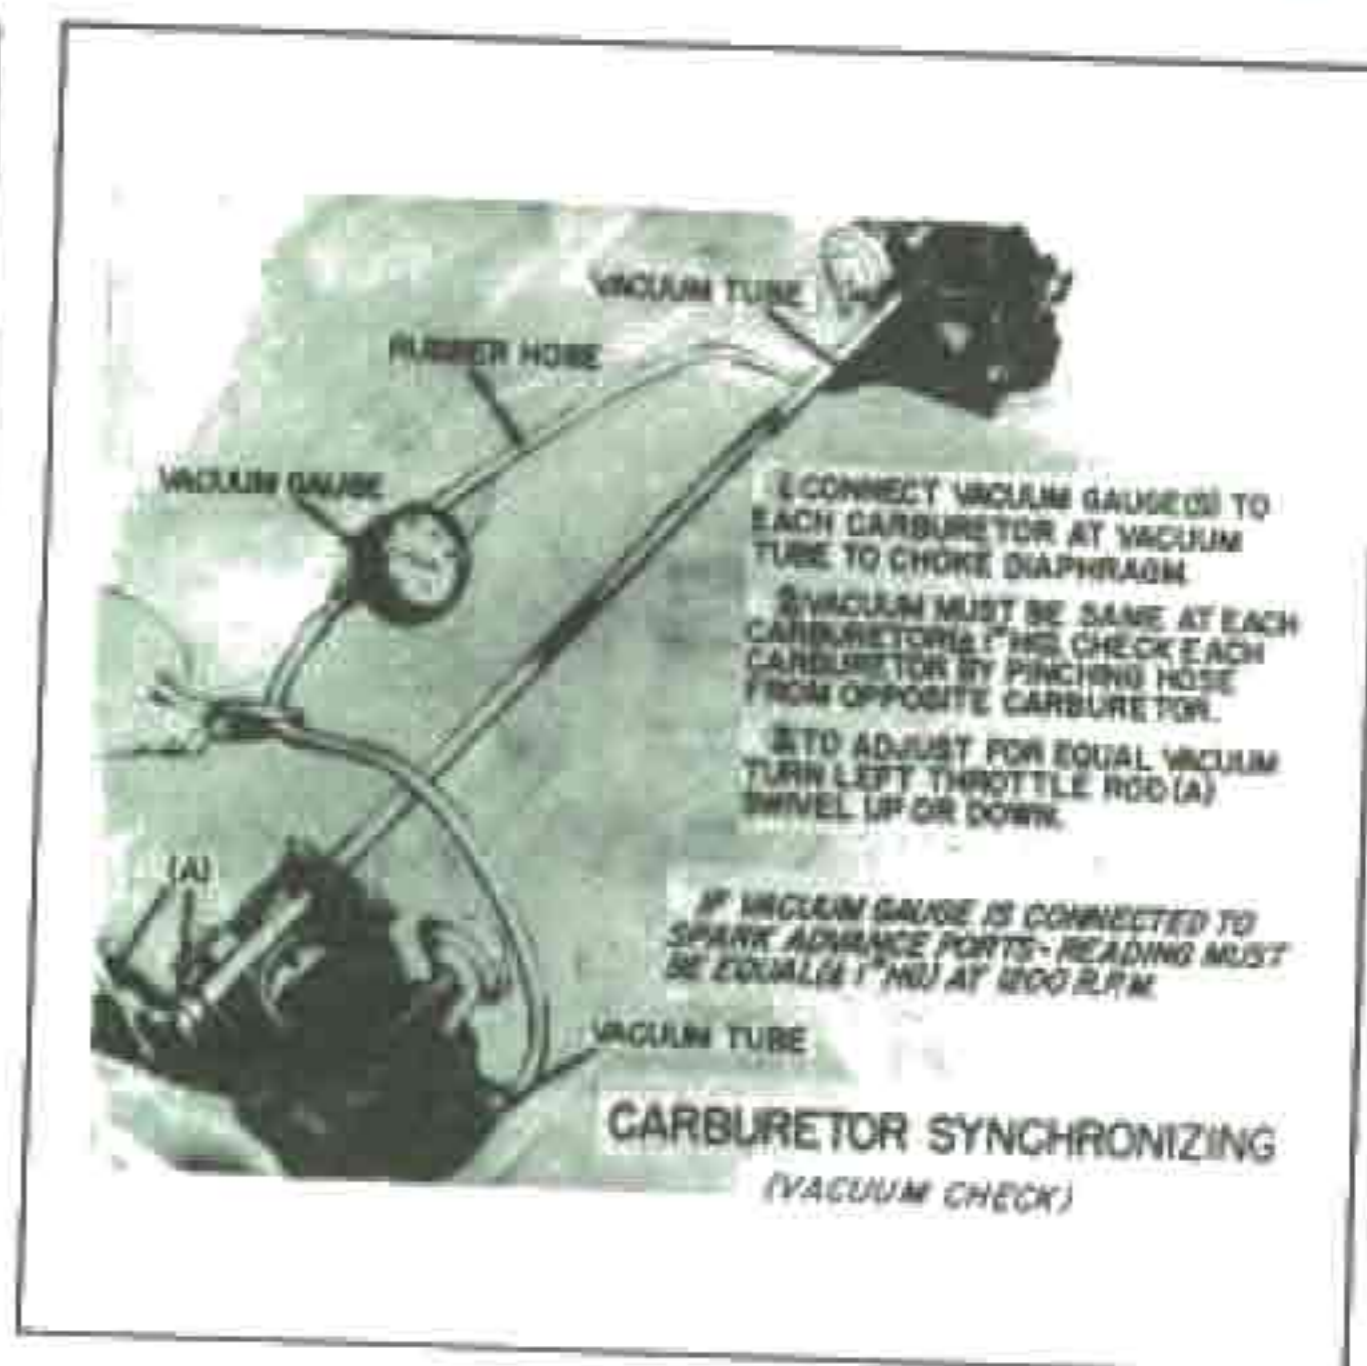 VACUUM TUBE
RUBBER HOSE
VACUUM GAUGE
1.CONNECT VACUUM GAUGE(S) TO
EACH CARBURETOR AT VACUUM
TUBE TO CHOKE DIAPHRAGM.
2.VACUUM MUST BE SAME AT EACH
CARBURETOR 1" HG). CHECK EACH
CARBURETOR BY PINCHING HOSE
FROM OPPOSITE CARBURETOR.
3.TO ADJUST FOR EQUAL VACUUM
TURN LEFT THROTTLE ROD (A)
SWIVEL UP OR DOWN.
(A)
IF VACUUM GAUGE IS CONNECTED TO
SPARK ADVANCE PORTS - READING MUST
BE EQUAL 1" HG) AT 1200 R.P.M.
VACUUM TUBE
CARBURETOR SYNCHRONIZING
(VACUUM CHECK)